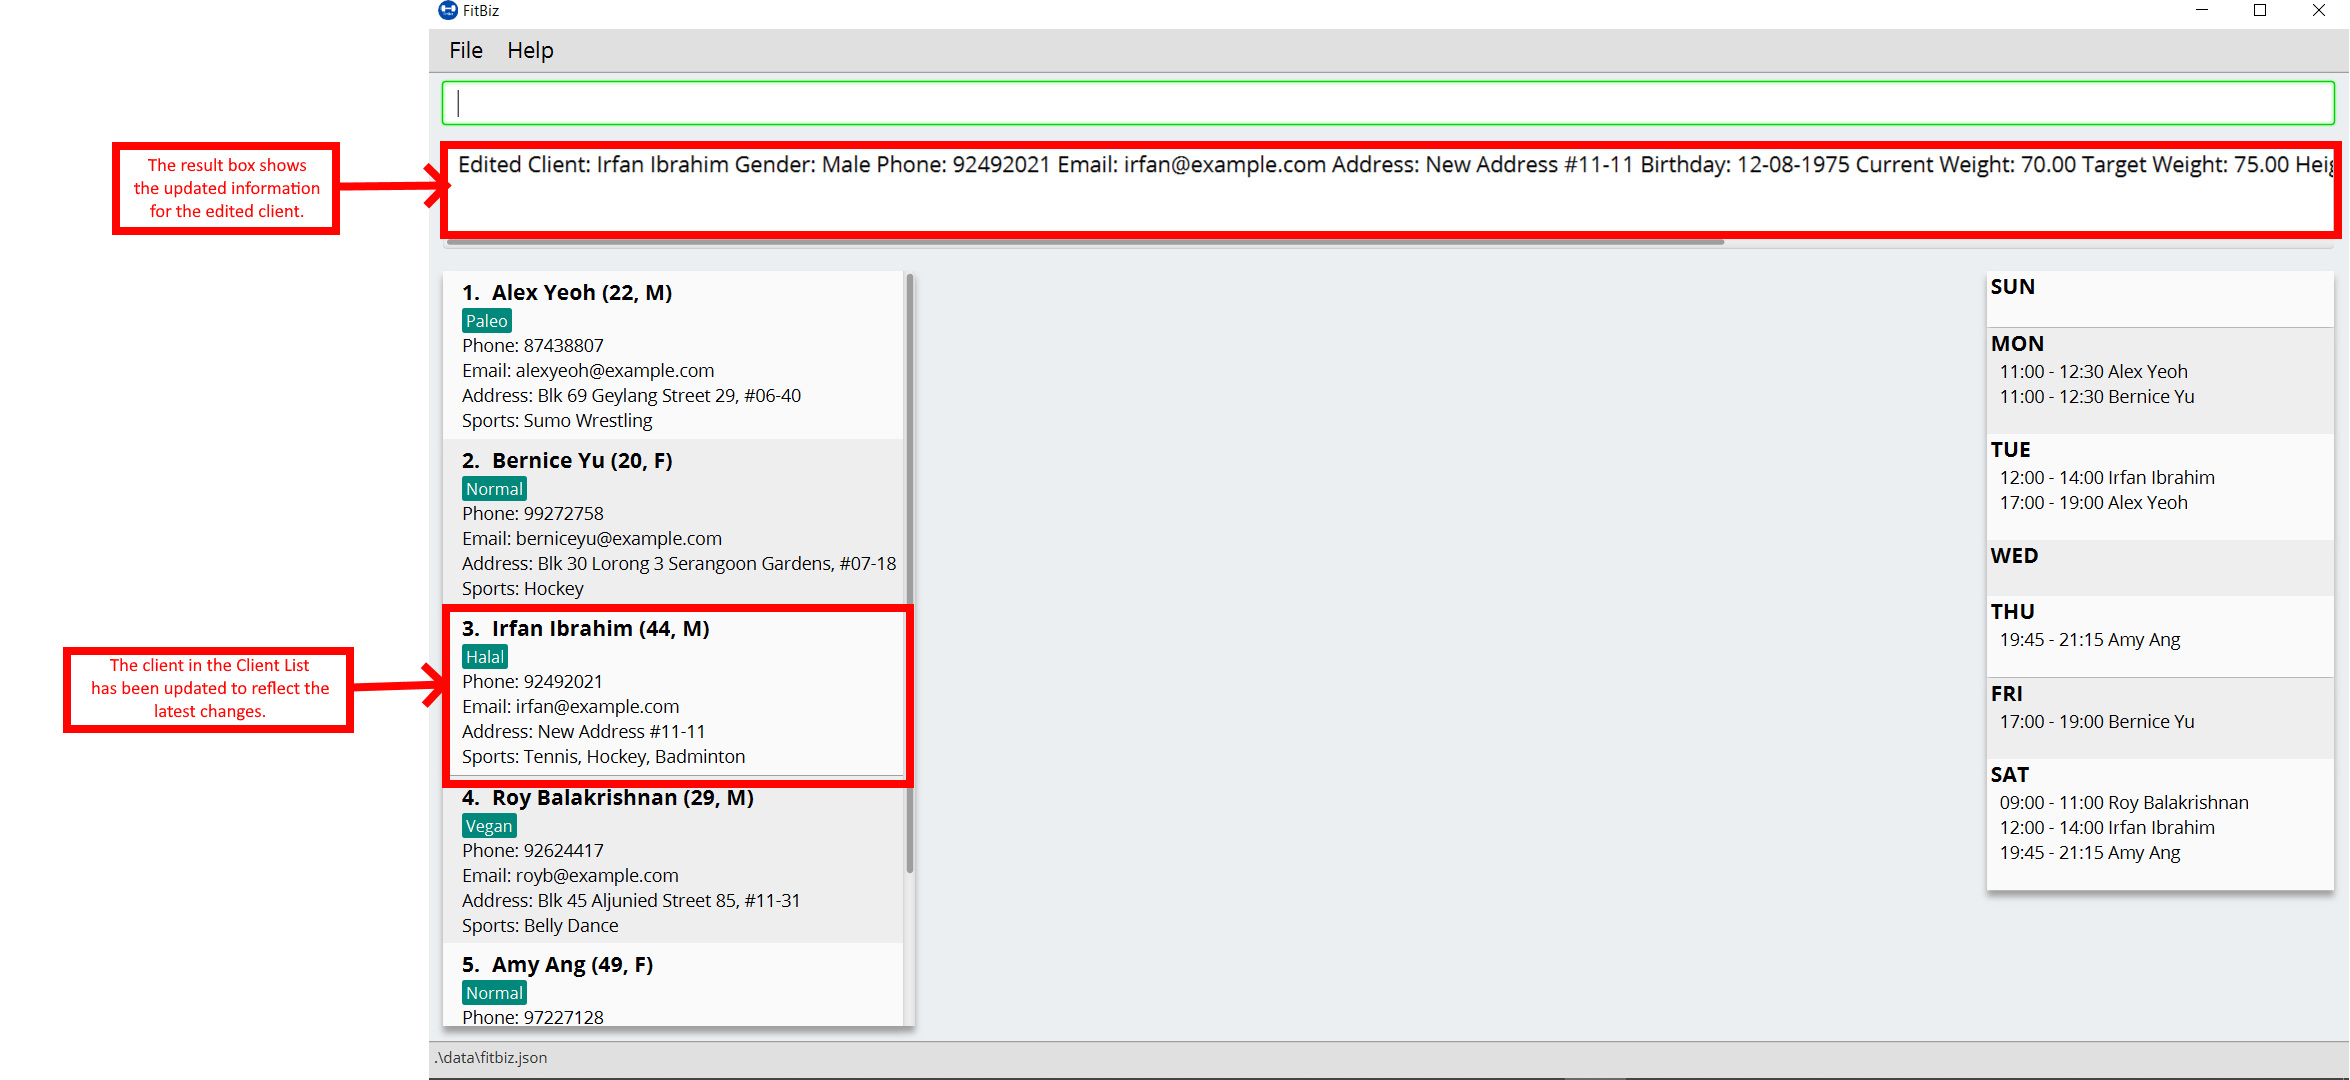 FitBiz
File Help
The result box shows
the updated information
for the edited client.
Edited Client: Irfan Ibrahim Gender: Male Phone: 92492021 Email: irfan@example.com Address: New Address #11-11 Birthday: 12-08-1975 Current Weight: 70.00 Target Weight: 75.00 Heig
1. Alex Yeoh (22, M)
Paleo
Phone: 87438807
Email: alexyeoh@example.com
Address: Blk 69 Geylang Street 29, #06-40
Sports: Sumo Wrestling
2. Bernice Yu (20, F)
Normal
Phone: 99272758
Email: berniceyu@example.com
Address: Blk 30 Lorong 3 Serangoon Gardens, #07-18
Sports: Hockey
The client in the Client List
has been updated to reflect the
latest changes.
3. Irfan Ibrahim (44, M)
Halal
Phone: 92492021
Email: irfan@example.com
Address: New Address #11-11
Sports: Tennis, Hockey, Badminton
4. Roy Balakrishnan (29, M)
Vegan
Phone: 92624417
Email: royb@example.com
Address: Blk 45 Aljunied Street 85, #11-31
Sports: Belly Dance
5. Amy Ang (49, F)
Normal
Phone: 97227128
SUN
MON
11:00 - 12:30 Alex Yeoh
11:00 - 12:30 Bernice Yu
TUE
12:00 - 14:00 Irfan Ibrahim
17:00 - 19:00 Alex Yeoh
WED
THU
19:45 - 21:15 Amy Ang
FRI
17:00 - 19:00 Bernice Yu
SAT
09:00 - 11:00 Roy Balakrishnan
12:00 - 14:00 Irfan Ibrahim
19:45 - 21:15 Amy Ang
.\data\fitbiz.json